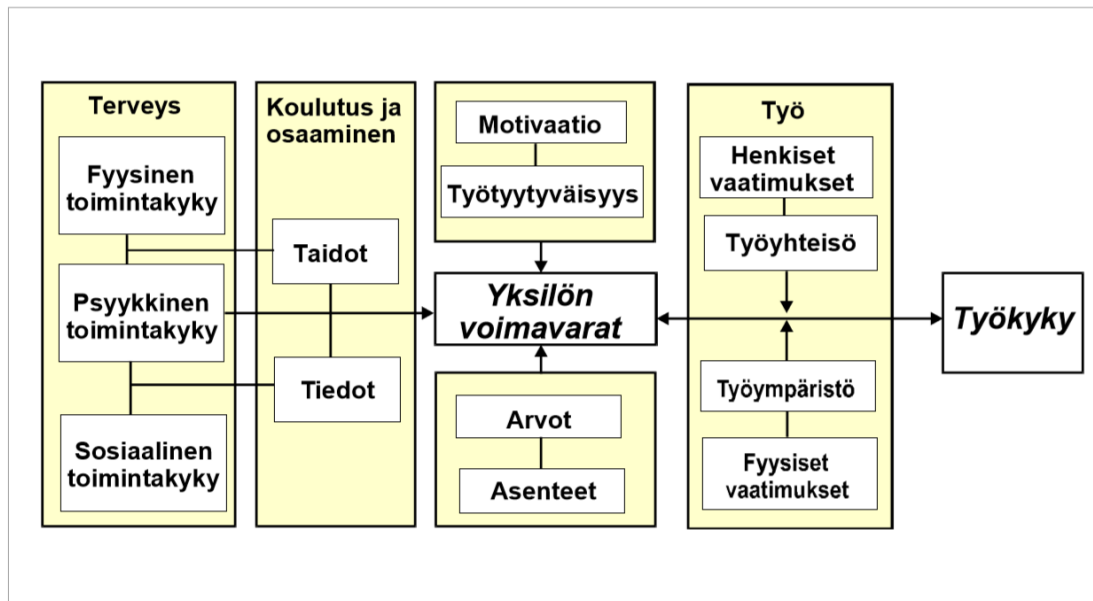 Terveys
Fyysinen
toimintakyky
Psyykkinen
toimintakyky
Sosiaalinen
toimintakyky
Koulutus ja
osaaminen
Taidot
Tiedot
Motivaatio
Työtyytyväisyys
Yksilön
voimavarat
Arvot
Asenteet
Työ
Henkiset
vaatimukset
Työyhteisö
Työympäristö
Fyysiset
vaatimukset
Työkyky